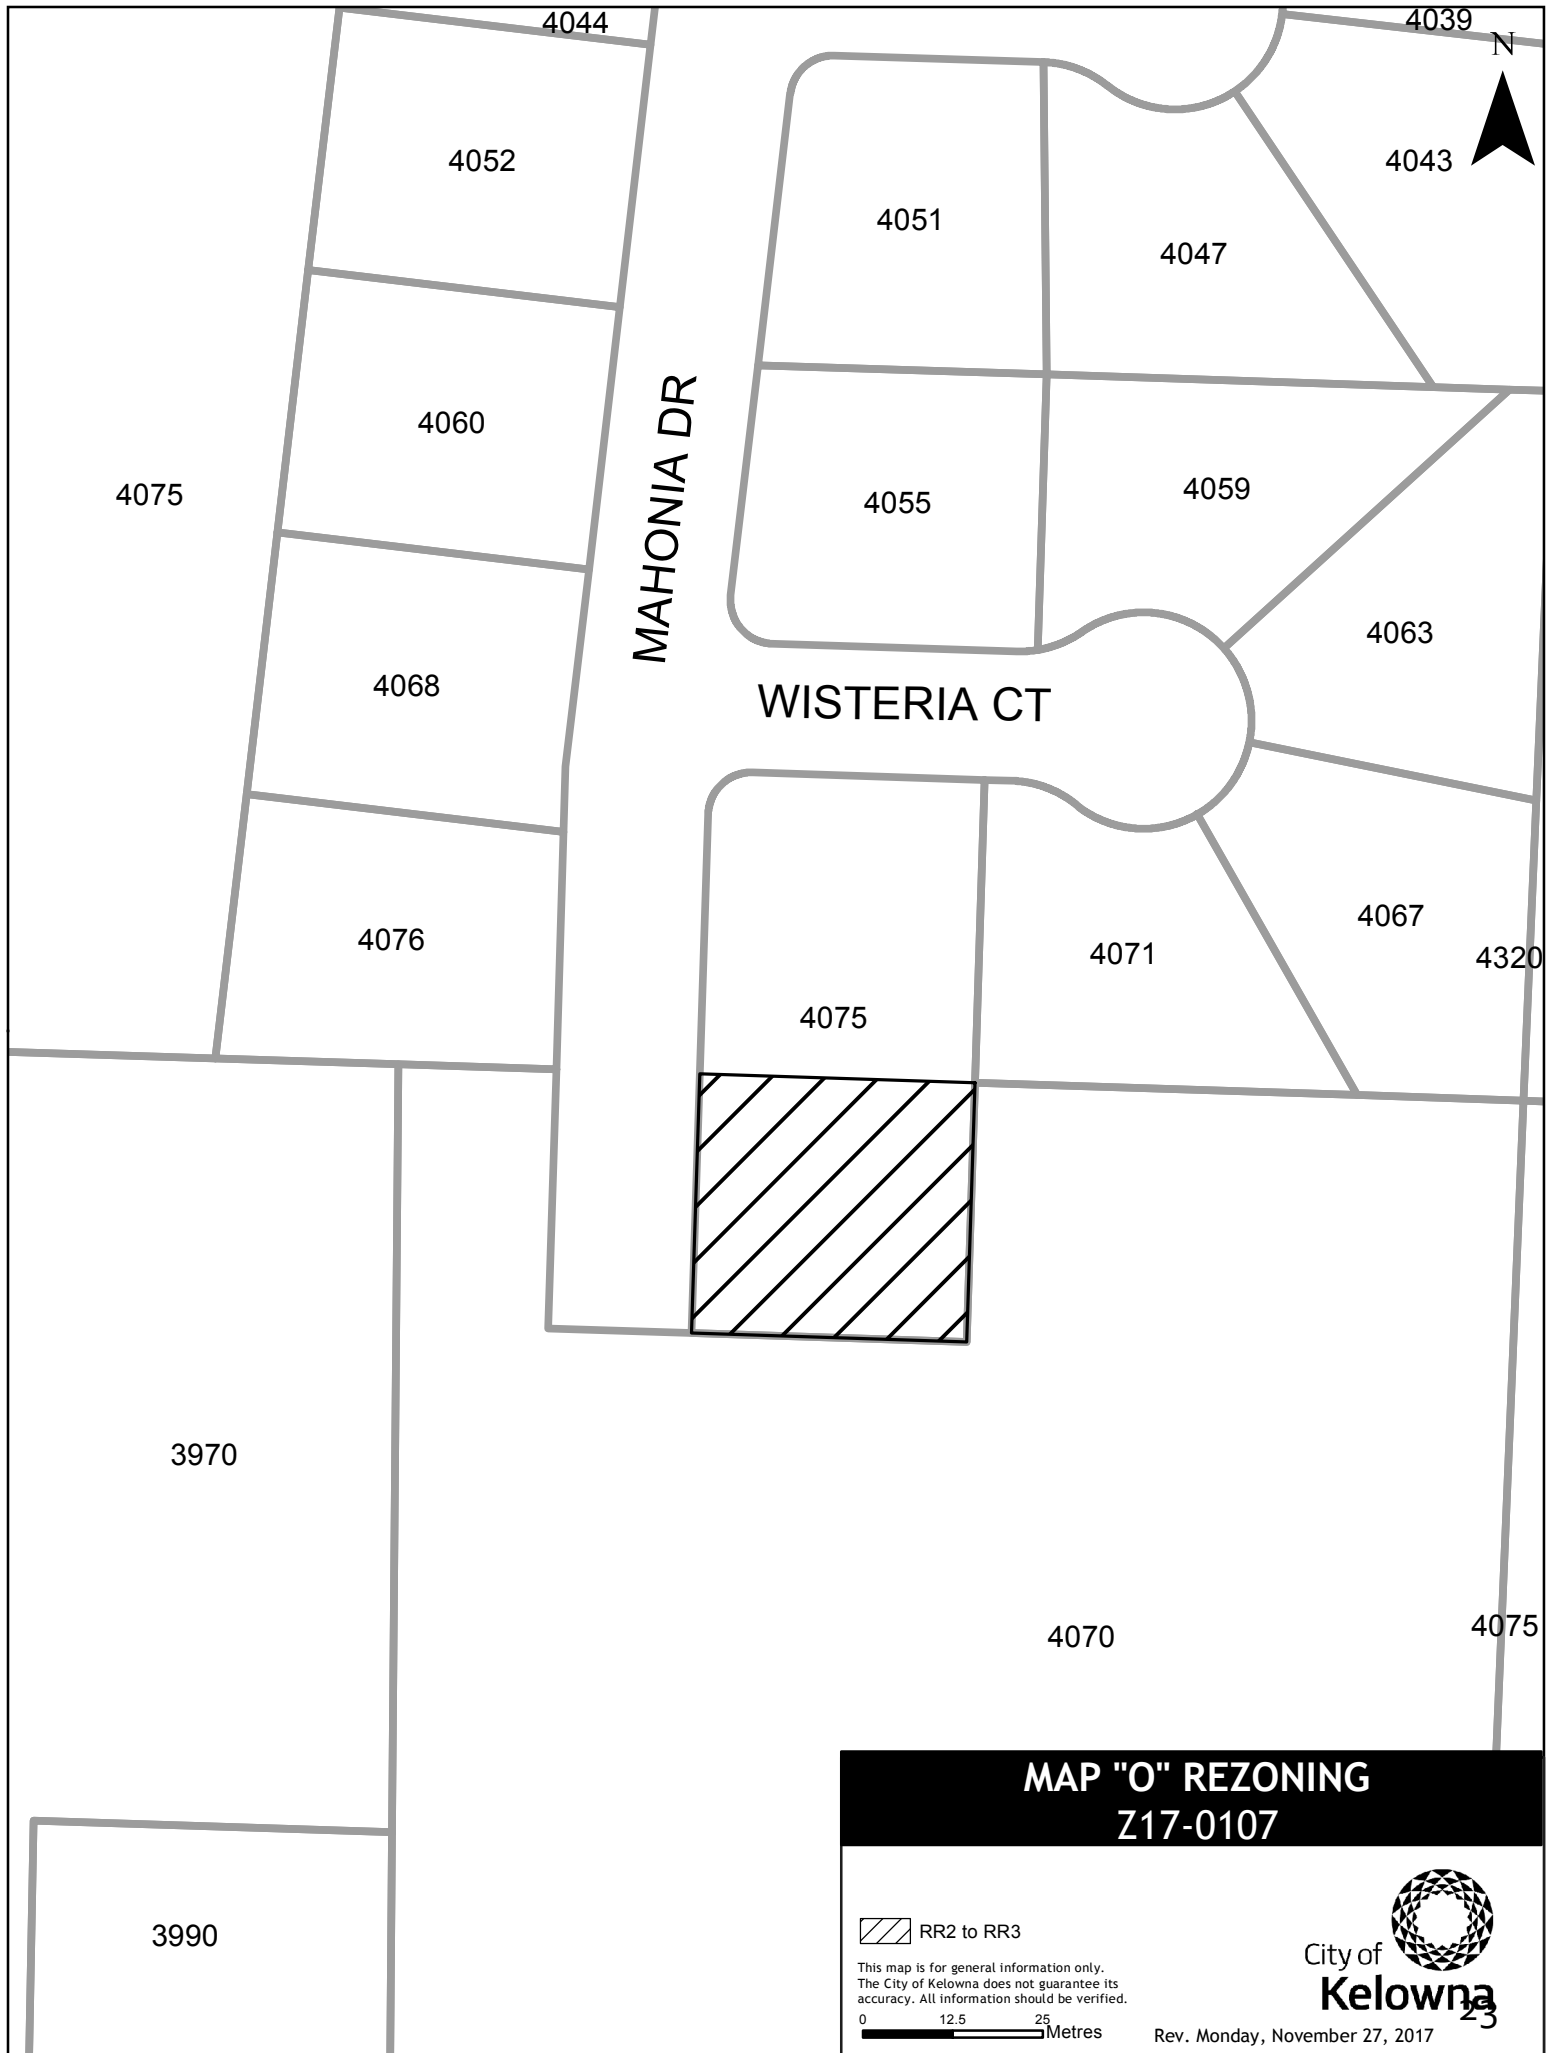 4044
4039
N
4052
4043
4051
4047
4060
4059
4075
4055
MAHONIA DR
4063
4068
WISTERIA CT
4067
4076
4071
4320
4075
3970
4070
4075
MAP "O" REZONING
Z17-0107
3990
RR2 to RR3
City of
Kelowna
This map is for general information only.
The City of Kelowna does not guarantee its
accuracy. All information should be verified.
0 12.5 25
Metres
Rev. Monday, November 27, 2017
23